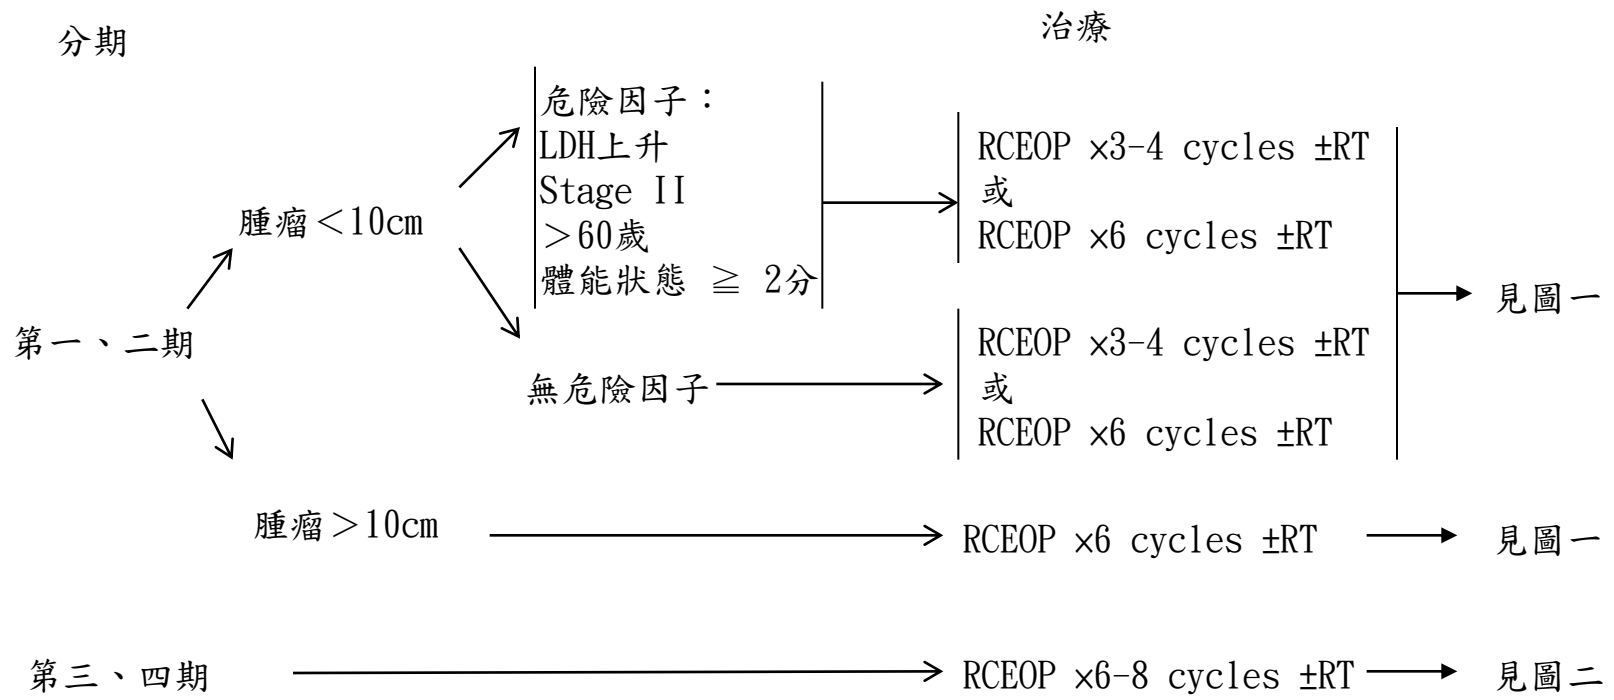 分期
治療
第一、二期
腫瘤＜10cm
危險因子：
LDH上升
Stage II
＞60歲
體能狀態 ≧ 2分
RCEOP ×3-4 cycles ±RT
或
RCEOP ×6 cycles ±RT
無危險因子
RCEOP ×3-4 cycles ±RT
或
RCEOP ×6 cycles ±RT
見圖一
腫瘤＞10cm
RCEOP ×6 cycles ±RT
見圖一
第三、四期
RCEOP ×6-8 cycles ±RT
見圖二